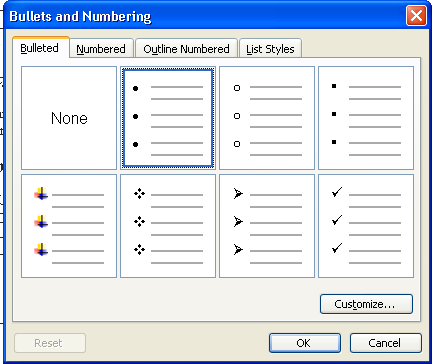 Bullets and Numbering
Bulleted Numbered Outline Numbered List Styles
None
Customize...
Reset OK Cancel